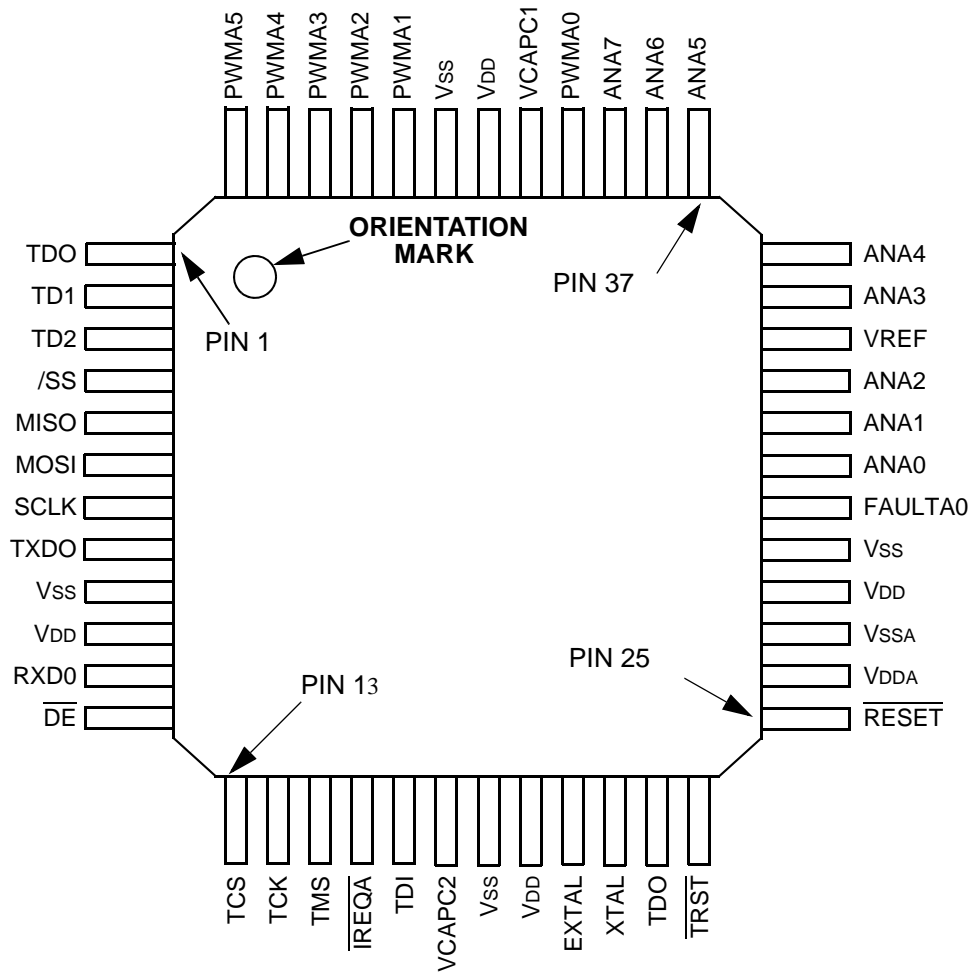 PWMA5
PWMA4
PWMA3
PWMA2
PWMA1
VSS
VDD
VCAPC1
PWMA0
ANA7
ANA6
ANA5
ORIENTATION
MARK
PIN 37
PIN 1
TDO
TD1
TD2
/SS
MISO
MOSI
SCLK
TXDO
VSS
VDD
RXD0
DE
ANA4
ANA3
VREF
ANA2
ANA1
ANA0
FAULTA0
VSS
VDD
VSSA
VDDA
RESET
PIN 25
PIN 13
TCS
TCK
TMS
IREQA
TDI
VCAPC2
VSS
VDD
EXTAL
XTAL
TDO
TRST